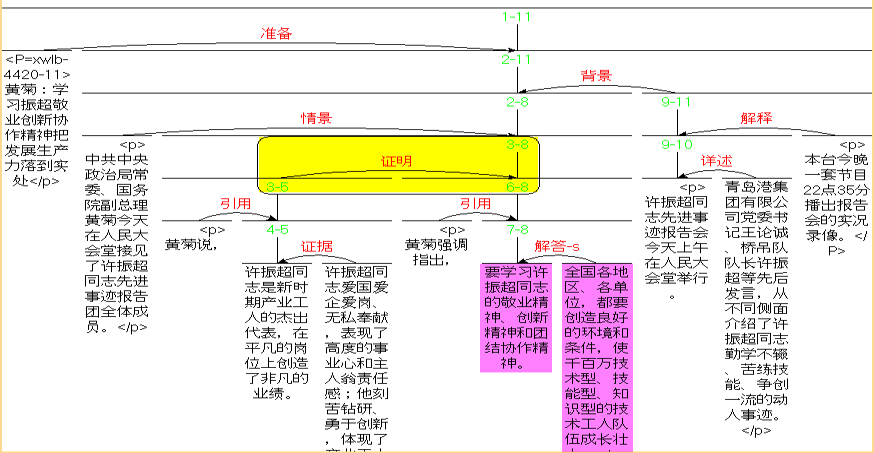 1-11
准备
2-11
<P=xwlb-
4420-11>
黄菊：学
习振超敬
业创新协
作精神把
发展生产
力落到实
处</p>
背景
2-8
9-11
情景
3-8
解释
9-10
<p>
中共中央
政治局常
委、国务
院副总理
黄菊今天
在人民大
会堂接见
了许振超
同志先进
事迹报告
团全体成
员。
</p>
证明
3-5
6-8
详述
<p>
本台今晚
一套节目
22点35分
播出报告
会的实况
录像。</
P>
引用
4-5
引用
7-8
<p>
许振超同
志先进事
迹报告会
今天上午
在人民大
会堂举行
。
青岛港集
团有限公
司党委书
记王论诚
、桥吊队
队长许振
超等先后
发言，从
不同侧面
介绍了许
振超同志
勤学不辍
、苦练技
能、争创
一流的动
人事迹。
</p>
<p>
黄菊说，
证据
<p>
黄菊强调
指出，
解答-s
许振超同
志是新时
期产业工
人的杰出
代表，在
平凡的岗
位上创造
了非凡的
业绩。
许振超同
志爱国爱
企爱岗、
无私奉献
，表现了
高度的事
业心和主
人翁责任
感；他刻
苦钻研、
勇于创新
，体现了
要学习许
振超同志
的敬业精
神、创新
精神和团
结协作精
神。
全国各地
区、各单
位，都要
创造良好
的环境和
条件，使
千百万技
术型、技
能型、知
识型的技
术工人队
伍成长壮